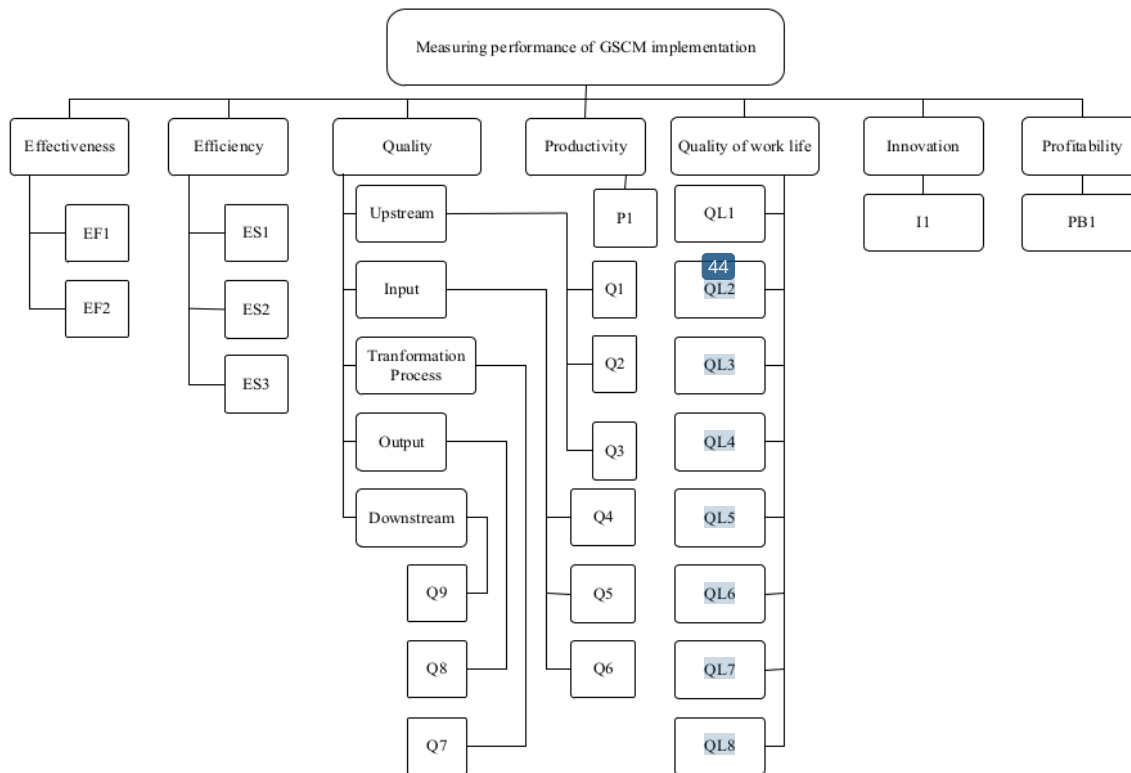 Measuring performance of GSCM implementation
Effectiveness
Efficiency
Quality
Productivity
Quality of work life
Innovation
Profitability
EF1
EF2
ES1
ES2
ES3
Upstream
Input
Tranformation
Process
Output
Downstream
Q9
Q8
Q7
P1
Q1
Q2
Q3
Q4
Q5
Q6
QL1
44
QL2
QL3
QL4
QL5
QL6
QL7
QL8
I1
PB1